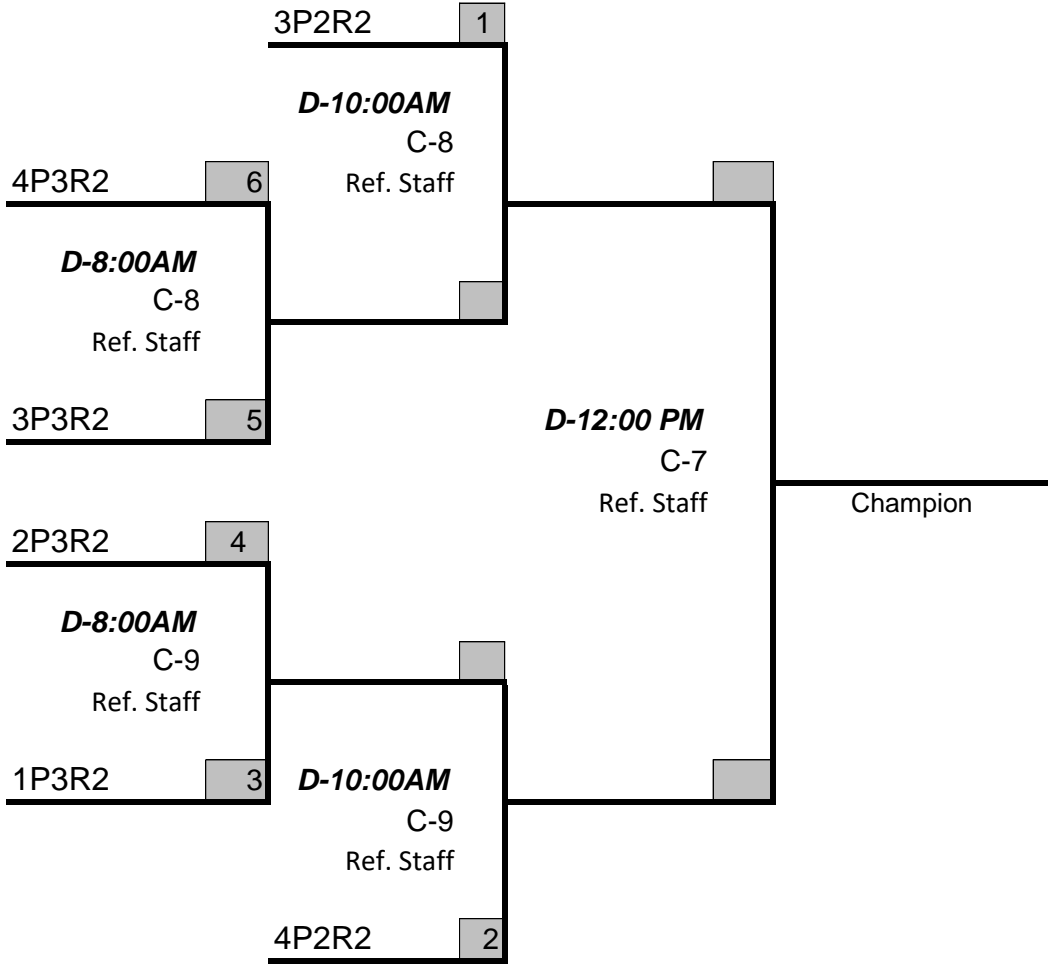 3P2R2 1
D-10:00AM
C-8
Ref. Staff
4P3R2 6
D-8:00AM
C-8
Ref. Staff
3P3R2 5
D-12:00 PM
C-7
Ref. Staff
Champion
2P3R2 4
D-8:00AM
C-9
Ref. Staff
1P3R2 3
D-10:00AM
C-9
Ref. Staff
4P2R2 2